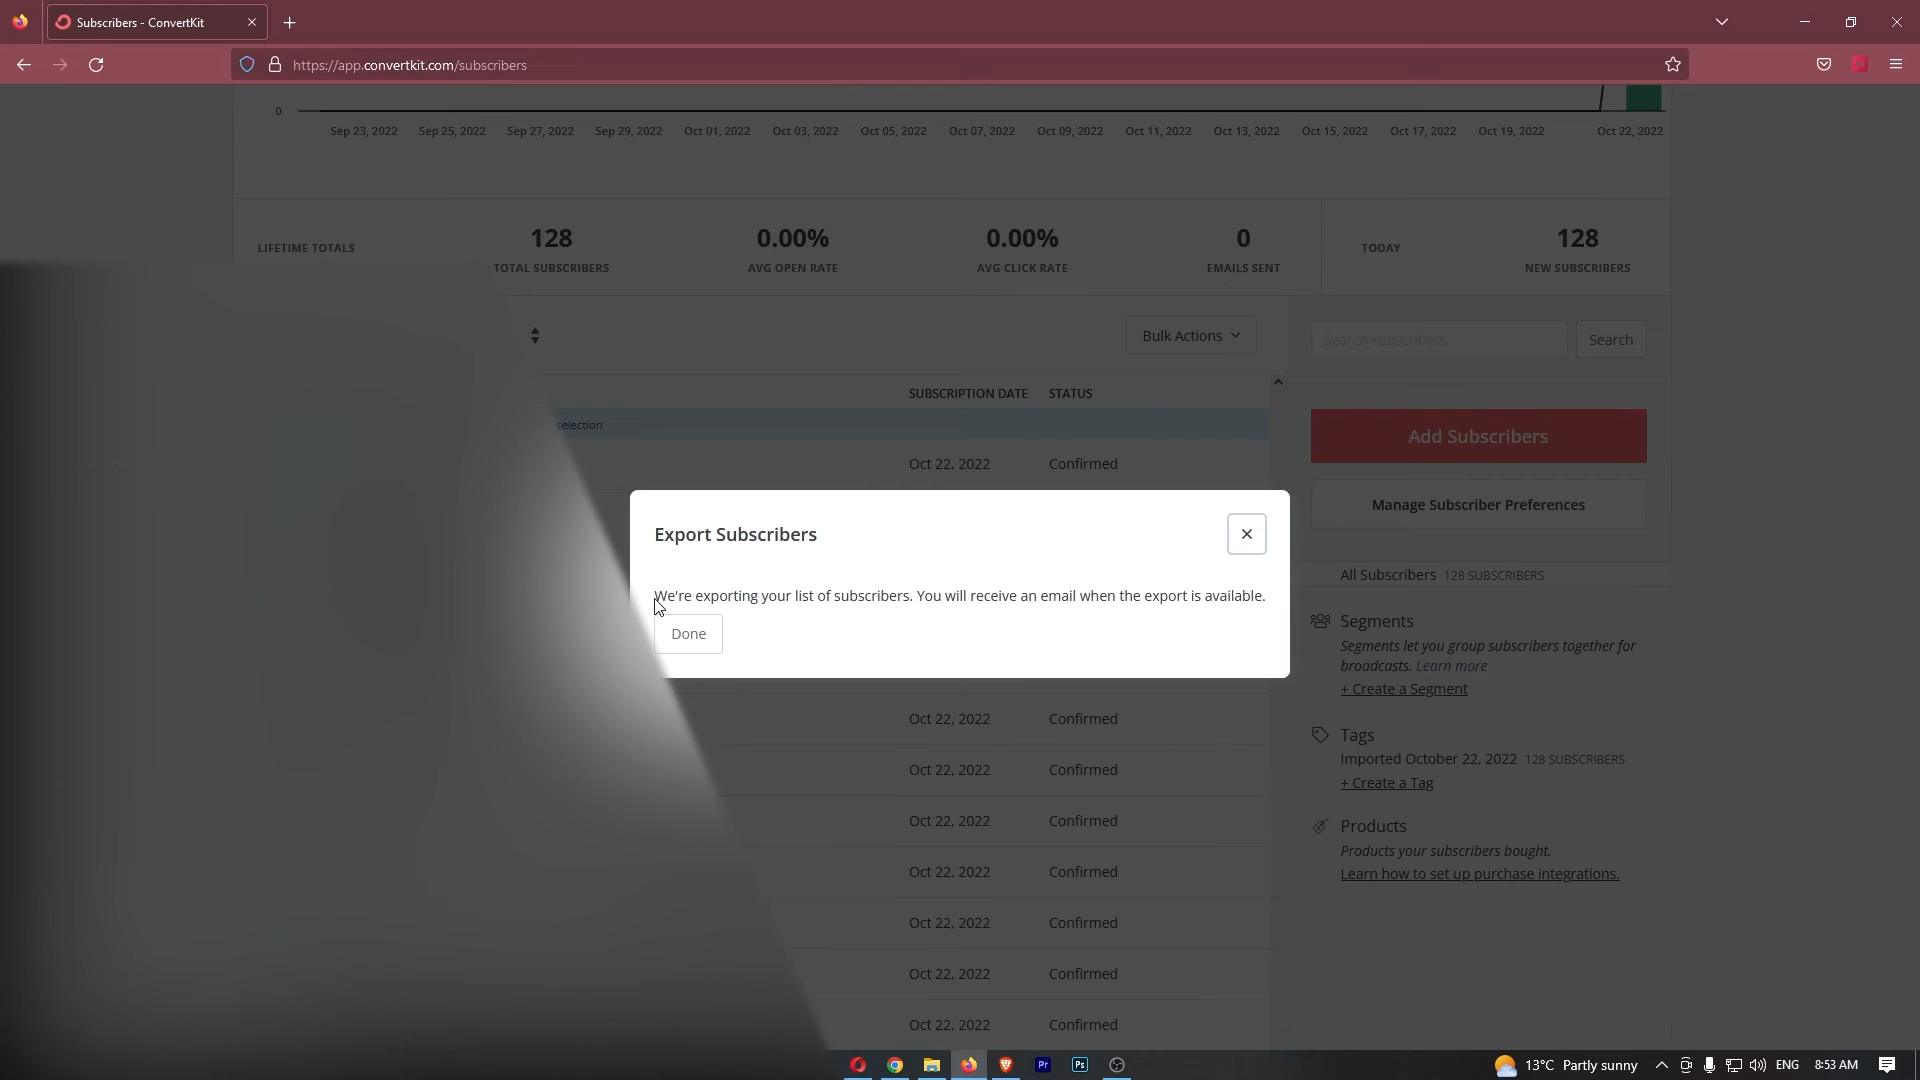 Subscribers - ConvertKit
https://app.convertkit.com/subscribers
0
Sep 23, 2022 Sep 25, 2022 Sep 27, 2022 Sep 29, 2022 Oct 01, 2022 Oct 03, 2022 Oct 05, 2022 Oct 07, 2022 Oct 09, 2022 Oct 11, 2022 Oct 13, 2022 Oct 15, 2022 Oct 17, 2022 Oct 19, 2022 Oct 22, 2022
128 0.00% 0.00% 0 128
LIFETIME TOTALS TODAY
TOTAL SUBSCRIBERS AVG OPEN RATE AVG CLICK RATE EMAILS SENT NEW SUBSCRIBERS
Bulk Actions
Search subscribers Search
SUBSCRIPTION DATE STATUS
selection
Add Subscribers
Oct 22, 2022 Confirmed
Manage Subscriber Preferences
Export Subscribers
We're exporting your list of subscribers. You will receive an email when the export is available.
Done
All Subscribers 128 SUBSCRIBERS
Segments
Segments let you group subscribers together for
broadcasts. Learn more
+ Create a Segment
Oct 22, 2022 Confirmed
Tags
Imported October 22, 2022 128 SUBSCRIBERS
+ Create a Tag
Oct 22, 2022 Confirmed
Oct 22, 2022 Confirmed
Products
Products your subscribers bought.
Learn how to set up purchase integrations.
Oct 22, 2022 Confirmed
Oct 22, 2022 Confirmed
Oct 22, 2022 Confirmed
Oct 22, 2022 Confirmed
Pr
Ps
13°C Partly sunny
ENG
8:53 AM